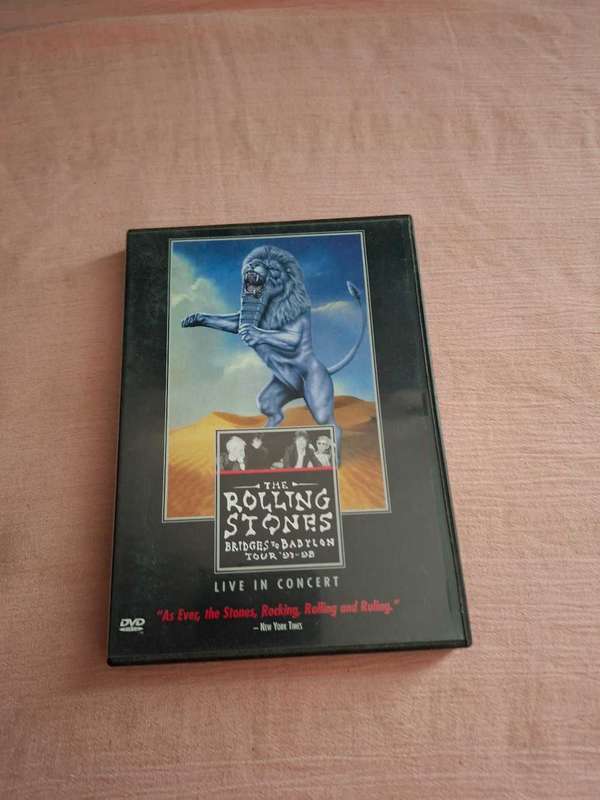 THE
ROLLING
STONES
BRIDGES TO BABYLON
TOUR '97-98
LIVE IN CONCERT
"As Ever, the Stones, Rocking, Rolling and Ruling."
– NEW YORK TIMES
DVD